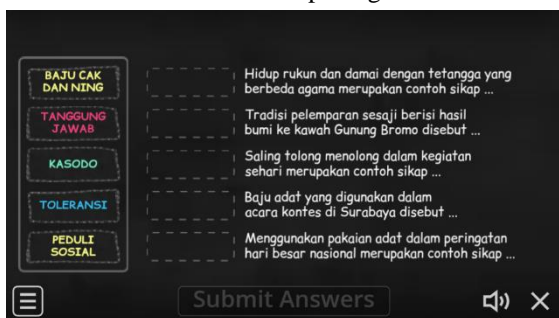 BAJU CAK
DAN NING
TANGGUNG
JAWAB
KASODO
TOLERANSI
PEDULI
SOSIAL
Hidup rukun dan damai dengan tetangga yang
berbeda agama merupakan contoh sikap ...
Tradisi pelemparan sesaji berisi hasil
bumi ke kawah Gunung Bromo disebut ...
Saling tolong menolong dalam kegiatan
sehari merupakan contoh sikap ...
Baju adat yang digunakan dalam
acara kontes di Surabaya disebut ...
Menggunakan pakaian adat dalam peringatan
hari besar nasional merupakan contoh sikap ...
Submit Answers